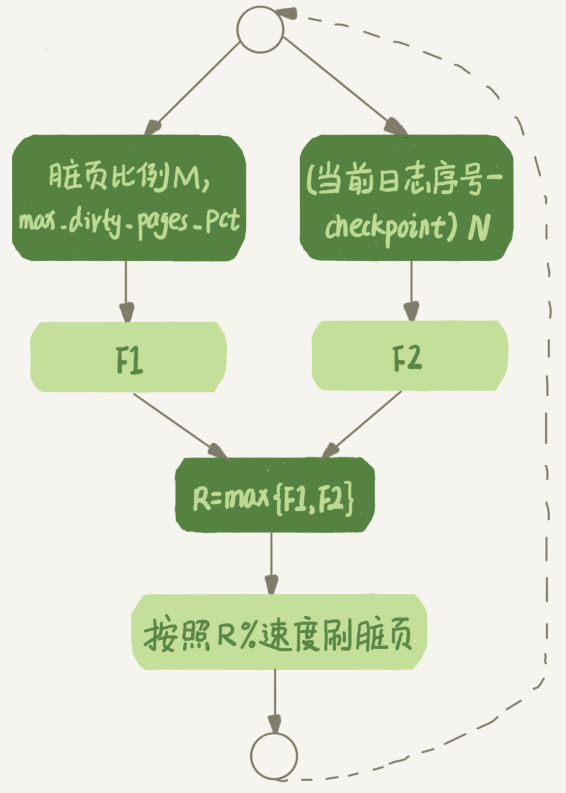 脏页比例M,
max_dirty_pages_pct
(当前日志序号-
checkpoint) N
F1
F2
R=max{F1,F2}
按照R%速度刷脏页